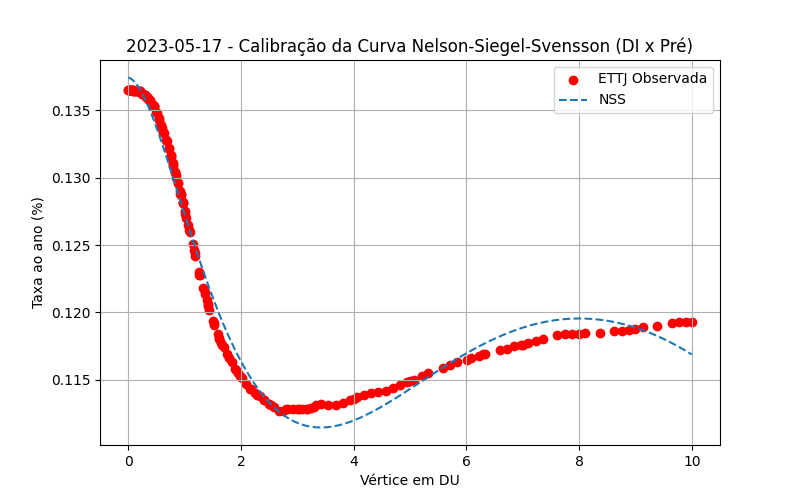 2023-05-17 - Calibração da Curva Nelson-Siegel-Svensson (DI x Pré)
ETTJ Observada
NSS
Taxa ao ano (%)
0.135
0.130
0.125
0.120
0.115
0 2 4 6 8 10
Vértice em DU